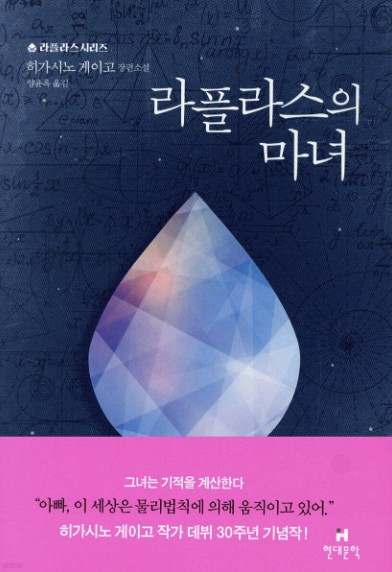 라플라스시리즈
히가시노 게이고 장편소설
양윤옥 옮김
라플라스의
마녀
그녀는 기적을 계산한다
“아빠, 이 세상은 물리법칙에 의해 움직이고 있어.”
히가시노 게이고 작가 데뷔 30주년 기념작!
H
현대문학